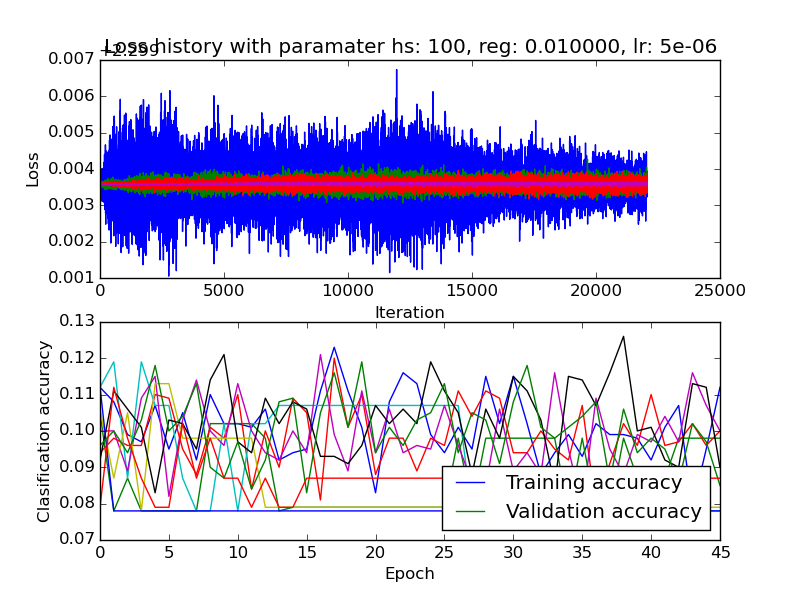 Loss history with paramater hs: 100, reg: 0.010000, lr: 5e-06
+2.299
0.007
0.006
0.005
0.004
0.003
0.002
0.001
Loss
0 5000 10000 15000 20000 25000
Iteration
0.13
0.12
0.11
0.10
0.09
0.08
0.07
Clasification accuracy
Training accuracy
Validation accuracy
0 5 10 15 20 25 30 35 40 45
Epoch